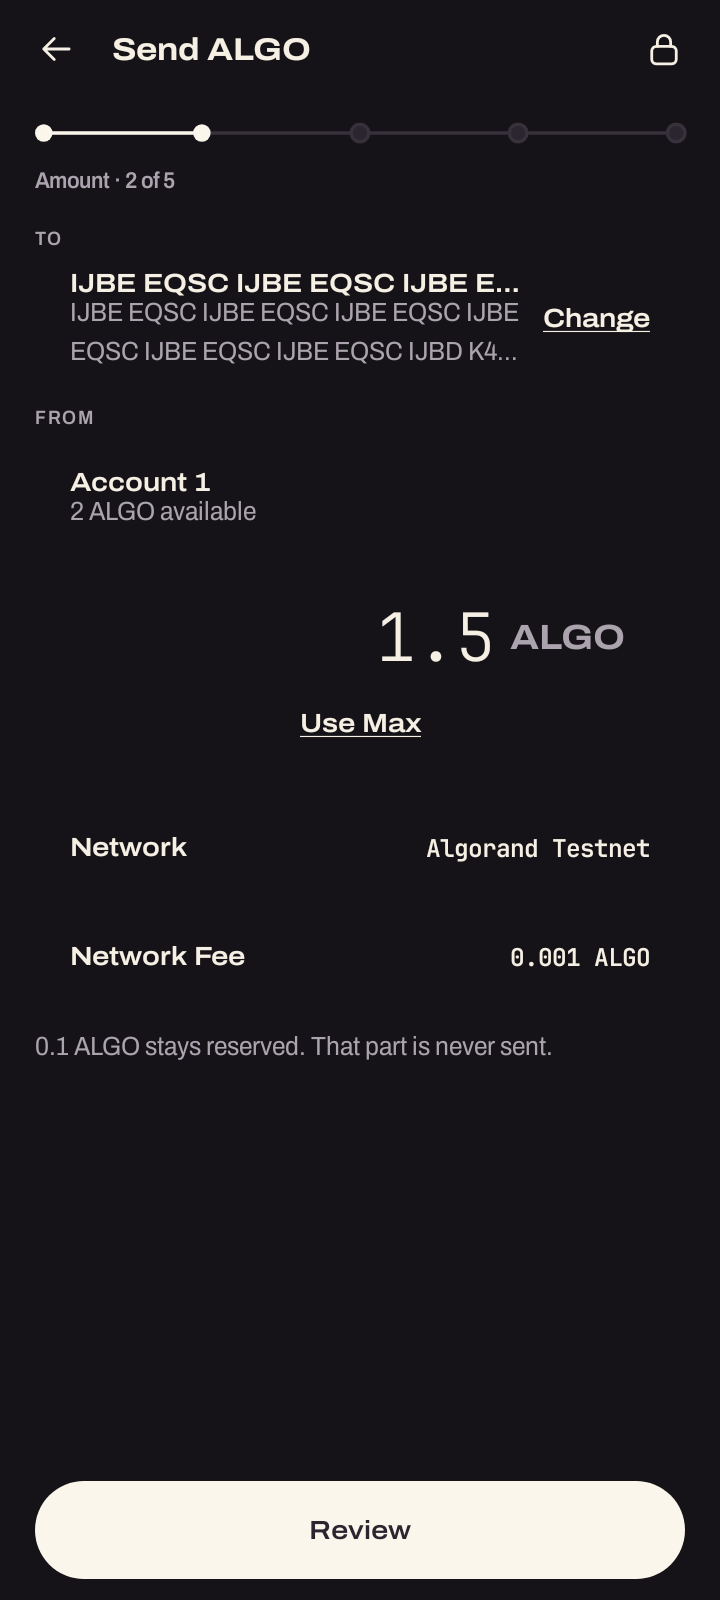 Send ALGO
Amount · 2 of 5
TO
IJBE EQSC IJBE EQSC IJBE E...
IJBE EQSC IJBE EQSC IJBE EQSC IJBE
EQSC IJBE EQSC IJBE EQSC IJBD K4...
Change
FROM
Account 1
2 ALGO available
1.5 ALGO
Use Max
Network Algorand Testnet
Network Fee 0.001 ALGO
0.1 ALGO stays reserved. That part is never sent.
Review